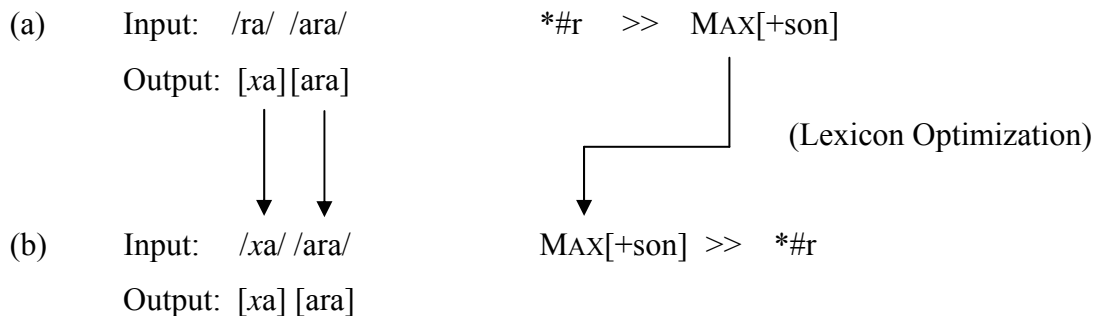 (a) Input: /ra/ /ara/ *#r >> MAX[+son]
Output: [xa] [ara]
(Lexicon Optimization)
(b) Input: /xa/ /ara/ MAX[+son] >> *#r
Output: [xa] [ara]